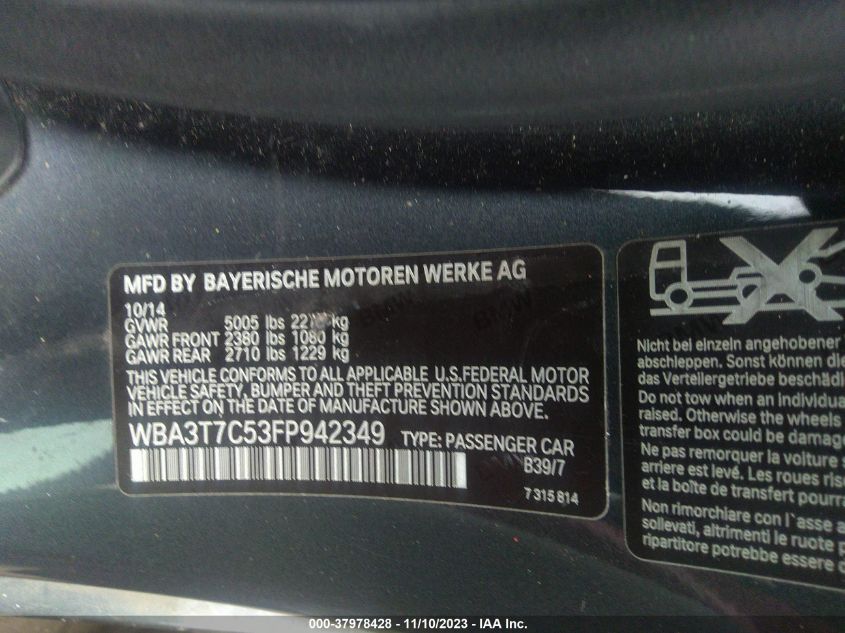 MFD BY BAYERISCHE MOTOREN WERKE AG
10/14
GVWR 5005 lbs kg
GAWR FRONT 2380 lbs 1080 kg
GAWR REAR 2710 lbs 1229 kg
THIS VEHICLE CONFORMS TO ALL APPLICABLE U.S.FEDERAL MOTOR
VEHICLE SAFETY, BUMPER AND THEFT PREVENTION STANDARDS
IN EFFECT ON THE DATE OF MANUFACTURE SHOWN ABOVE.
WBA3T7C53FP942349 TYPE: PASSENGER CAR
B39/7
7 315 814
Nicht bei einzeln angehobener
abschleppen. Sonst können die
das Verteilergetriebe beschädi
Do not tow when an individua
raised. Otherwise the wheels
transfer box could be damage
Ne pas remorquer la voiture s
arriere est levé. Les roues ris
et la boîte de transfert pourra
Non rimorchiare con l`asse a
sollevati, altrimenti le ruote p
ripartitore potrebbe essere d
000-37978428 - 11/10/2023 - IAA Inc.